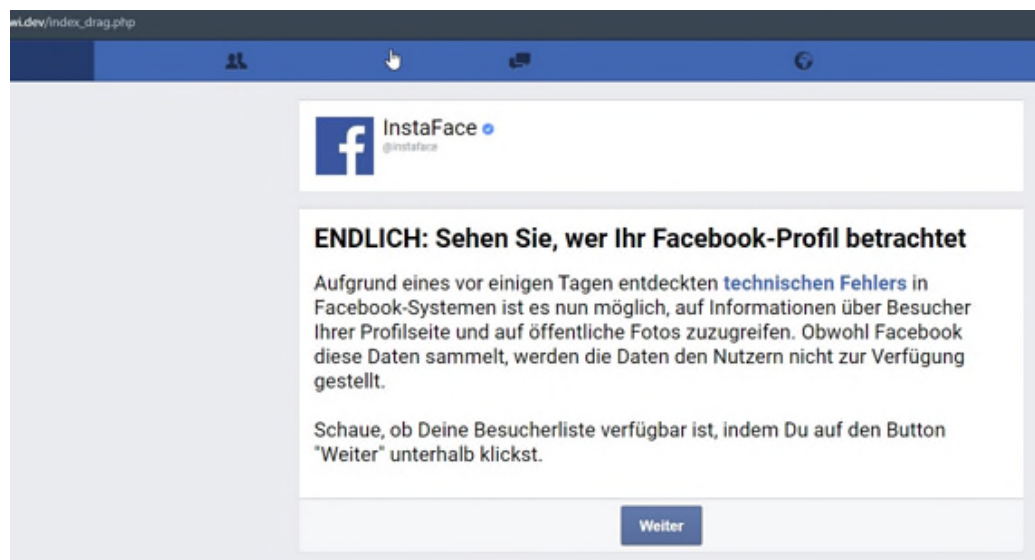 wi.dev/index_drag.php
InstaFace
@instaface
ENDLICH: Sehen Sie, wer Ihr Facebook-Profil betrachtet
Aufgrund eines vor einigen Tagen entdeckten technischen Fehlers in
Facebook-Systemen ist es nun möglich, auf Informationen über Besucher
Ihrer Profilseite und auf öffentliche Fotos zuzugreifen. Obwohl Facebook
diese Daten sammelt, werden die Daten den Nutzern nicht zur Verfügung
gestellt.
Schaue, ob Deine Besucherliste verfügbar ist, indem Du auf den Button
"Weiter" unterhalb klickst.
Weiter